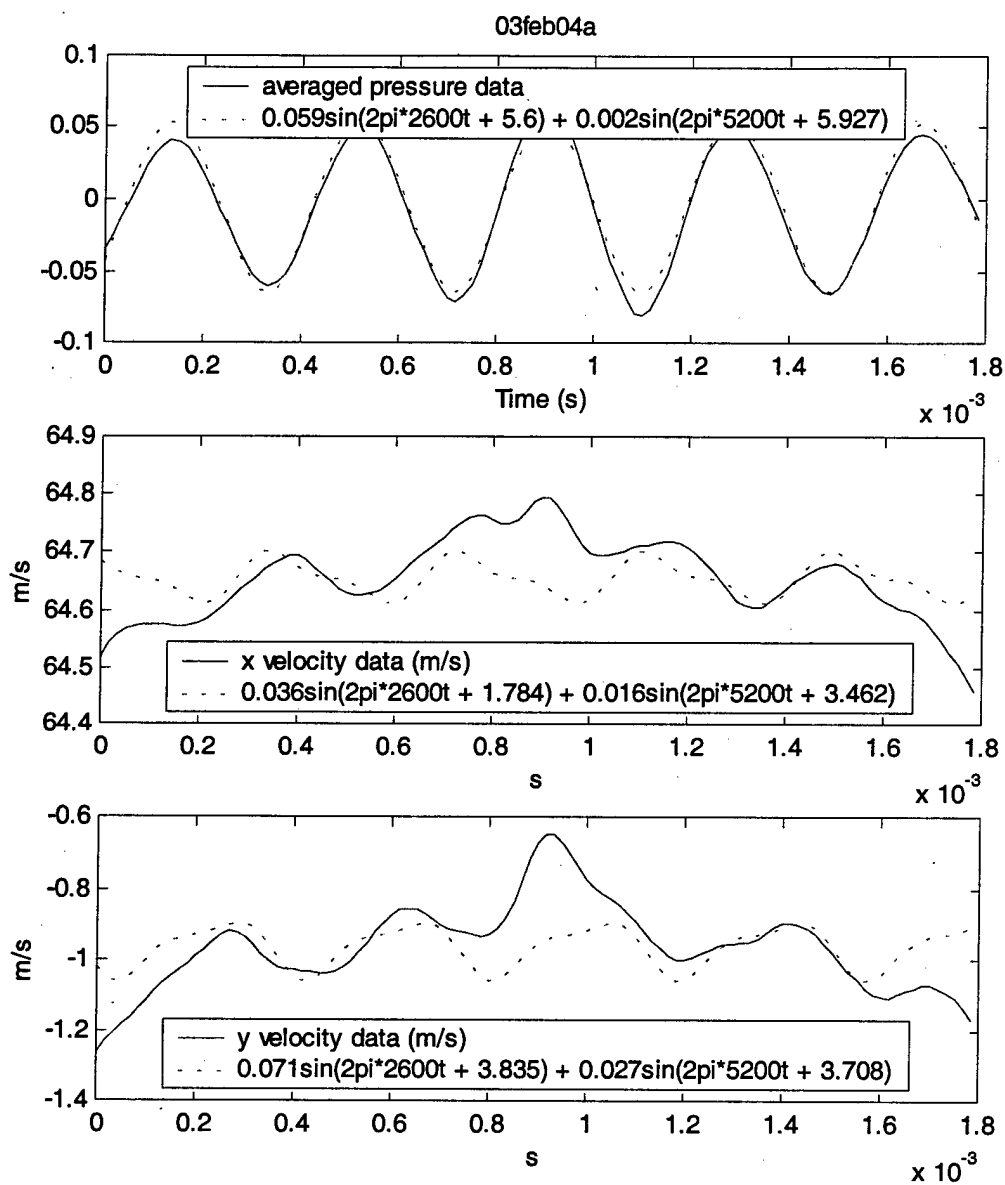 03feb04a
0.1
averaged pressure data
0.059sin(2pi*2600t + 5.6) + 0.002sin(2pi*5200t + 5.927)
0.05
0
-0.05
-0.1
0 0.2 0.4 0.6 0.8 1 1.2 1.4 1.6 1.8
Time (s)
x 10-3
64.9
64.8
64.7
m/s
64.6
64.5
64.4
x velocity data (m/s)
0.036sin(2pi*2600t + 1.784) + 0.016sin(2pi*5200t + 3.462)
0 0.2 0.4 0.6 0.8 1 1.2 1.4 1.6 1.8
s
x 10-3
-0.6
-0.8
m/s
-1
-1.2
-1.4
y velocity data (m/s)
0.071sin(2pi*2600t + 3.835) + 0.027sin(2pi*5200t + 3.708)
0 0.2 0.4 0.6 0.8 1 1.2 1.4 1.6 1.8
s
x 10-3